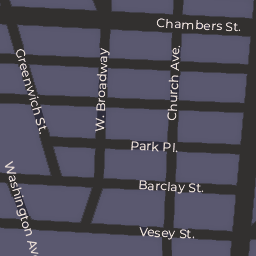 Chambers St.
Greenwich St.
W. Broadway
Church Ave.
Park Pl.
Barclay St.
Washington Av
Vesey St.